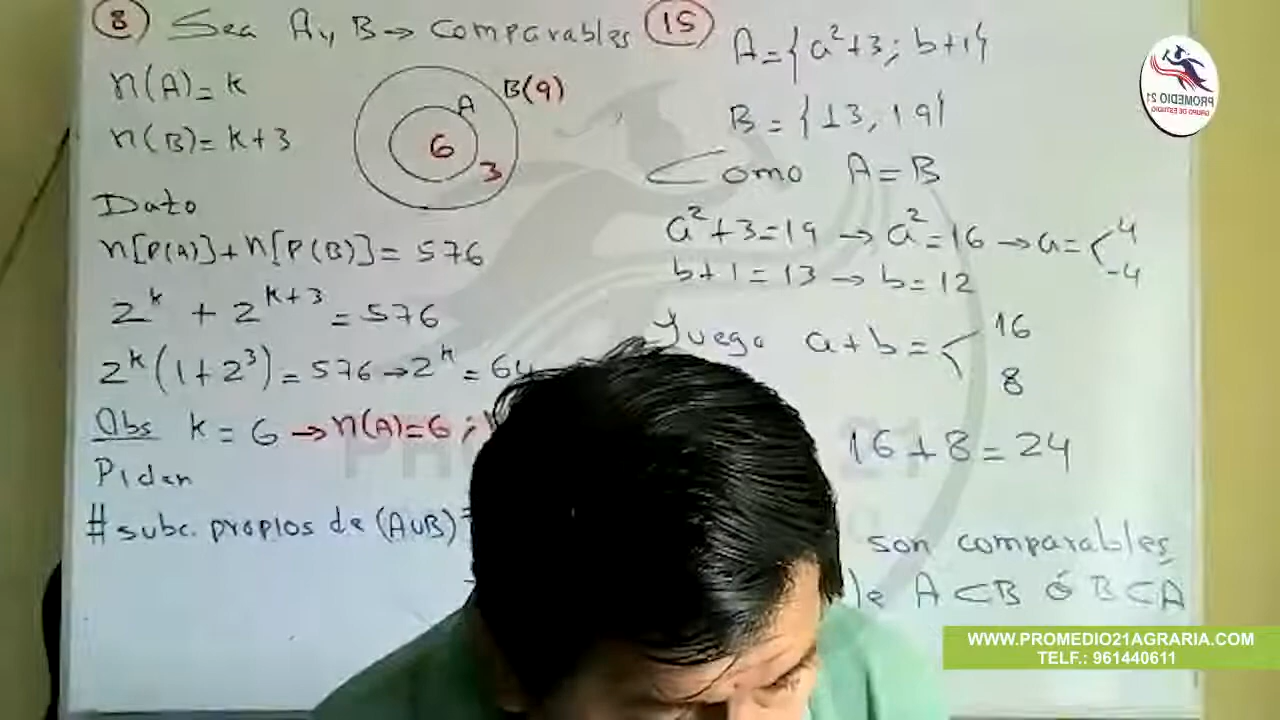 8 Sea A y B → Comparables
n(A) = k
n(B) = k+3
A B(9)
6
3
Dato
n[P(A)] + n[P(B)] = 576
2^k + 2^{k+3} = 576
2^k (1+2^3) = 576 → 2^k = 64
Obs k = 6 → n(A)=6 ;
Piden
# subc. propios de (A∪B) =
15 A = {a²+3 ; b+1}
B = {13, 19}
Como A = B
a²+3=19 → a²=16 → a= < 4
-4
b+1 = 13 → b = 12
Luego a+b = < 16
8
16+8=24
son comparables
A⊂B ó B⊂A
PROMEDIO 21
GRUPO DE ESTUDIO
WWW.PROMEDIO21AGRARIA.COM
TELF.: 961440611